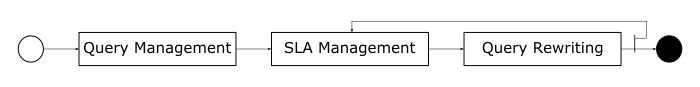 Query Management
SLA Management
Query Rewriting